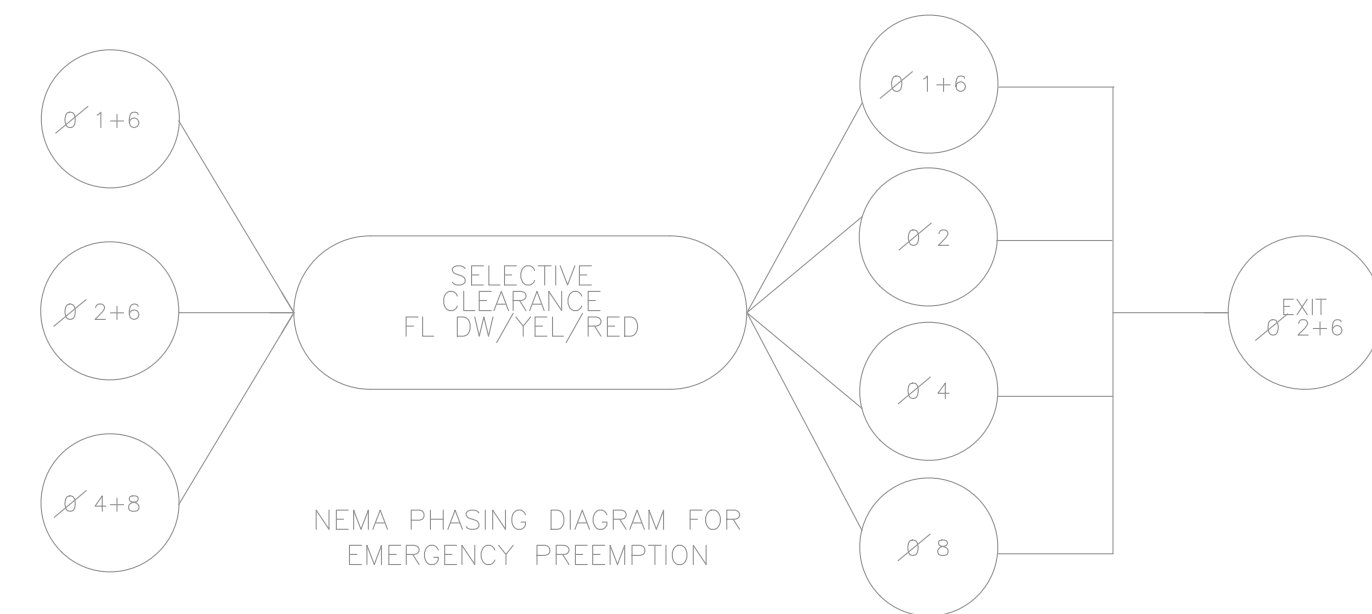 Ø 1+6
Ø 2+6
Ø 4+8
SELECTIVE
CLEARANCE
FL DW/YEL/RED
Ø 1+6
Ø 2
Ø 4
Ø 8
EXIT
Ø 2+6
NEMA PHASING DIAGRAM FOR
EMERGENCY PREEMPTION